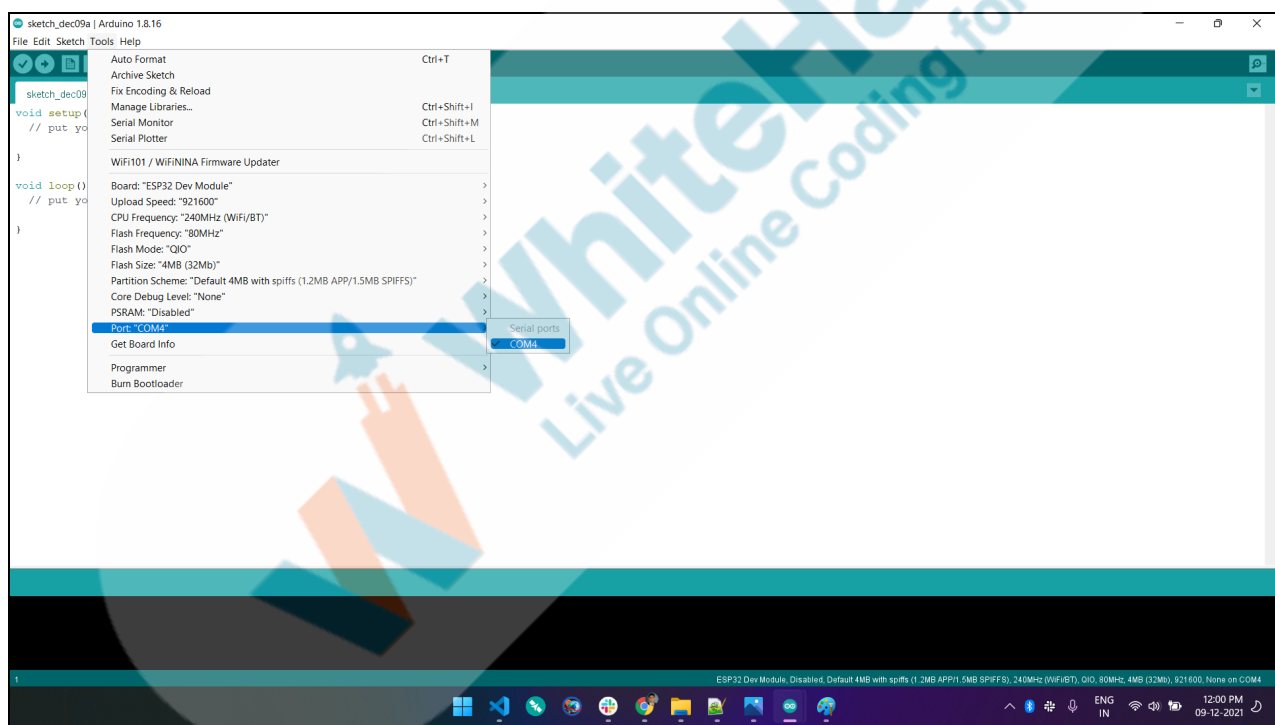 sketch_dec09a | Arduino 1.8.16
File Edit Sketch Tools Help
sketch_dec09
void setup(
// put yo
}
void loop()
// put yo
}
Auto Format Ctrl+T
Archive Sketch
Fix Encoding & Reload
Manage Libraries... Ctrl+Shift+I
Serial Monitor Ctrl+Shift+M
Serial Plotter Ctrl+Shift+L
WiFi101 / WiFiNINA Firmware Updater
Board: "ESP32 Dev Module"
Upload Speed: "921600"
CPU Frequency: "240MHz (WiFi/BT)"
Flash Frequency: "80MHz"
Flash Mode: "QIO"
Flash Size: "4MB (32Mb)"
Partition Scheme: "Default 4MB with spiffs (1.2MB APP/1.5MB SPIFFS)"
Core Debug Level: "None"
PSRAM: "Disabled"
Port: "COM4"
Serial ports
COM4
Get Board Info
Programmer
Burn Bootloader
WhiteHa
Live Online Coding for
1
ESP32 Dev Module, Disabled, Default 4MB with spiffs (1.2MB APP/1.5MB SPIFFS), 240MHz (WiFi/BT), QIO, 80MHz, 4MB (32Mb), 921600, None on COM4
ENG
IN
12:00 PM
09-12-2021